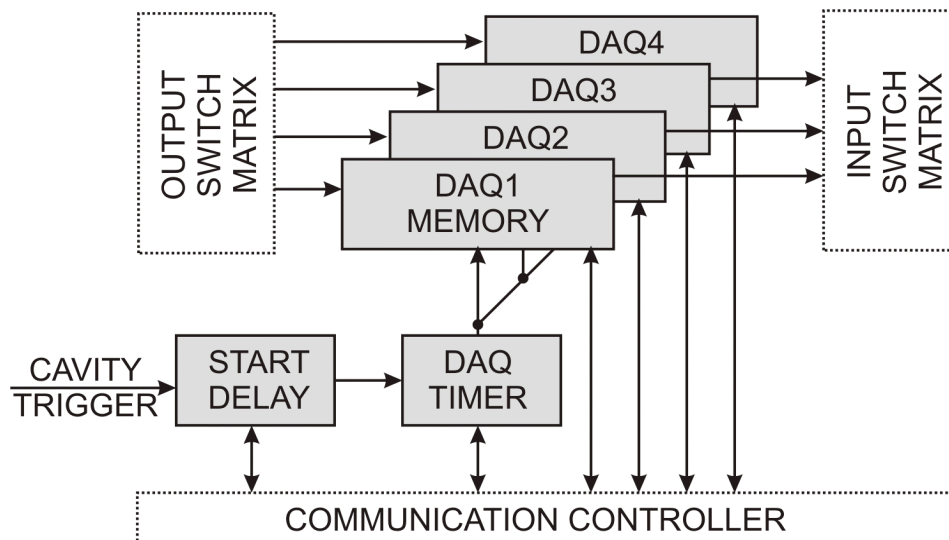 OUTPUT
SWITCH
MATRIX
DAQ4
DAQ3
DAQ2
DAQ1
MEMORY
INPUT
SWITCH
MATRIX
CAVITY
TRIGGER
START
DELAY
DAQ
TIMER
COMMUNICATION CONTROLLER